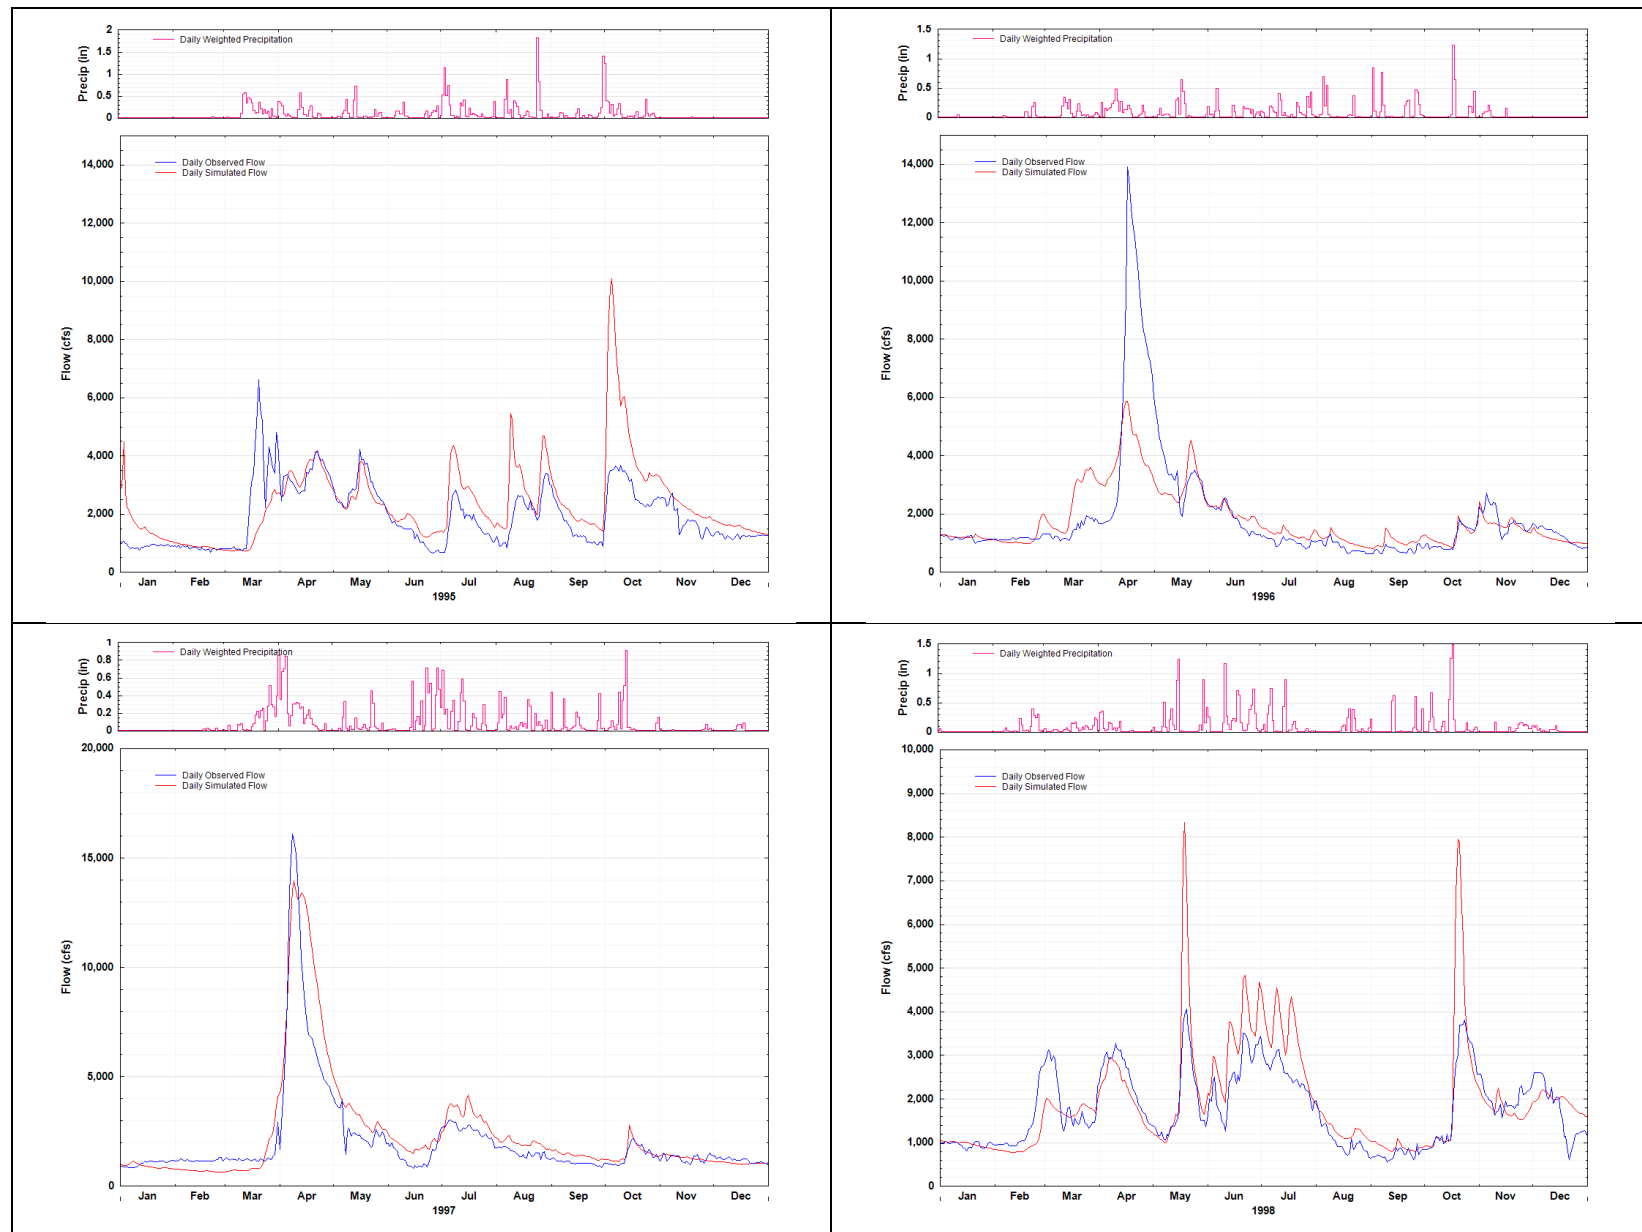 Daily Weighted Precipitation
Precip (in)
2
1.5
1
0.5
0
Daily Observed Flow
Daily Simulated Flow
Flow (cfs)
14,000
12,000
10,000
8,000
6,000
4,000
2,000
0
Jan Feb Mar Apr May Jun Jul Aug Sep Oct Nov Dec
1995
Daily Weighted Precipitation
Precip (in)
1.5
1
0.5
0
Daily Observed Flow
Daily Simulated Flow
Flow (cfs)
14,000
12,000
10,000
8,000
6,000
4,000
2,000
0
Jan Feb Mar Apr May Jun Jul Aug Sep Oct Nov Dec
1996
Daily Weighted Precipitation
Precip (in)
1
0.8
0.6
0.4
0.2
0
Daily Observed Flow
Daily Simulated Flow
Flow (cfs)
20,000
15,000
10,000
5,000
0
Jan Feb Mar Apr May Jun Jul Aug Sep Oct Nov Dec
1997
Daily Weighted Precipitation
Precip (in)
1.5
1
0.5
0
Daily Observed Flow
Daily Simulated Flow
Flow (cfs)
10,000
9,000
8,000
7,000
6,000
5,000
4,000
3,000
2,000
1,000
0
Jan Feb Mar Apr May Jun Jul Aug Sep Oct Nov Dec
1998